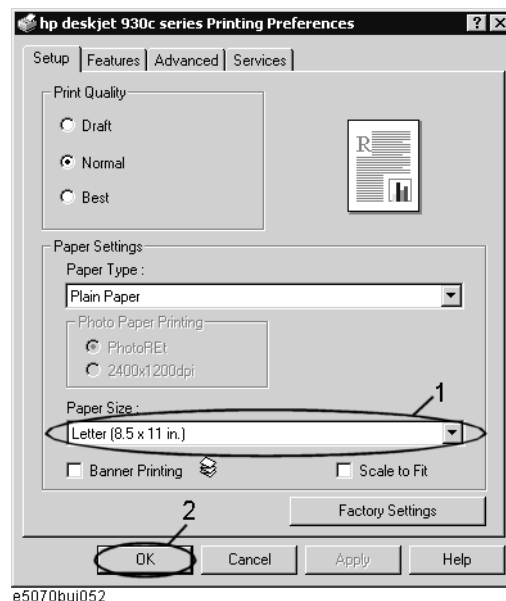 hp deskjet 930c series Printing Preferences ? X
Setup Features Advanced Services
Print Quality
Draft
Normal
Best
R
Paper Settings
Paper Type :
Plain Paper
Photo Paper Printing
PhotoREt
2400x1200dpi
Paper Size :
1
Letter (8.5 x 11 in.)
Banner Printing Scale to Fit
2
Factory Settings
OK Cancel Apply Help
e5070bui052